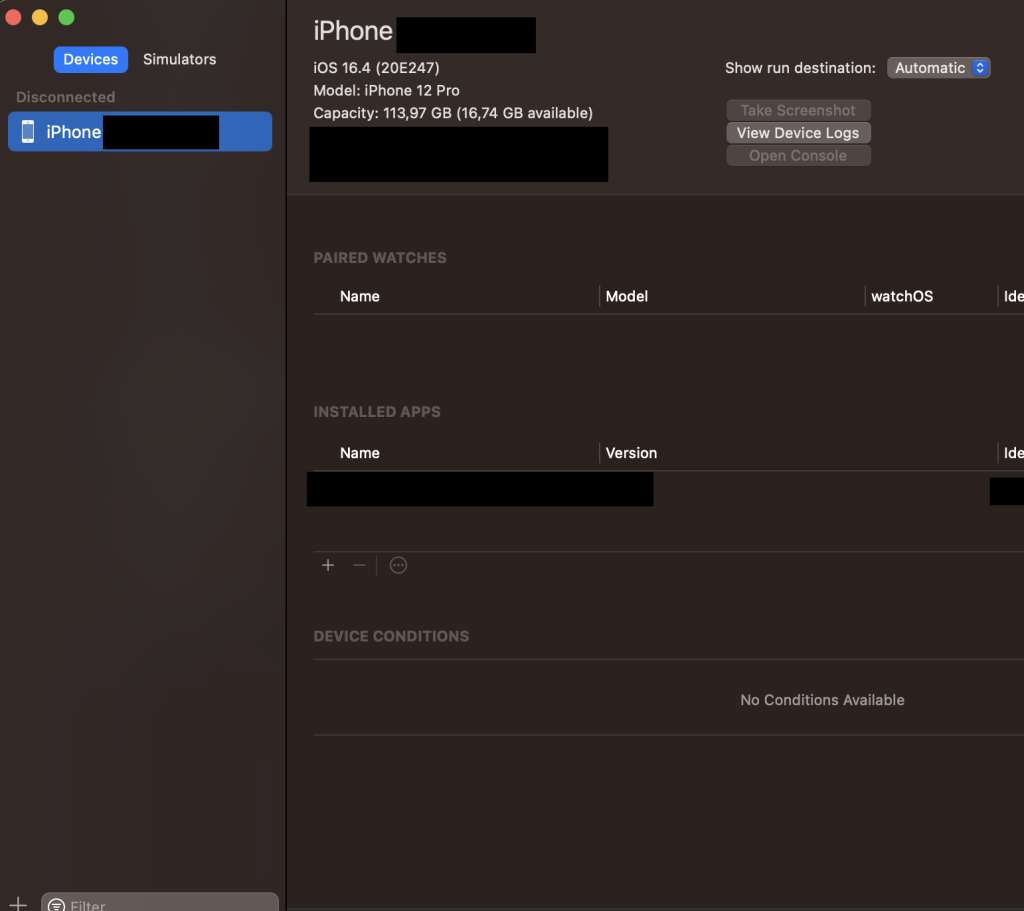 Devices Simulators
Disconnected
iPhone
Filter
iPhone
iOS 16.4 (20E247)
Model: iPhone 12 Pro
Capacity: 113,97 GB (16,74 GB available)
Show run destination: Automatic
Take Screenshot
View Device Logs
Open Console
PAIRED WATCHES
Name Model watchOS Ide
INSTALLED APPS
Name Version Ide
DEVICE CONDITIONS
No Conditions Available